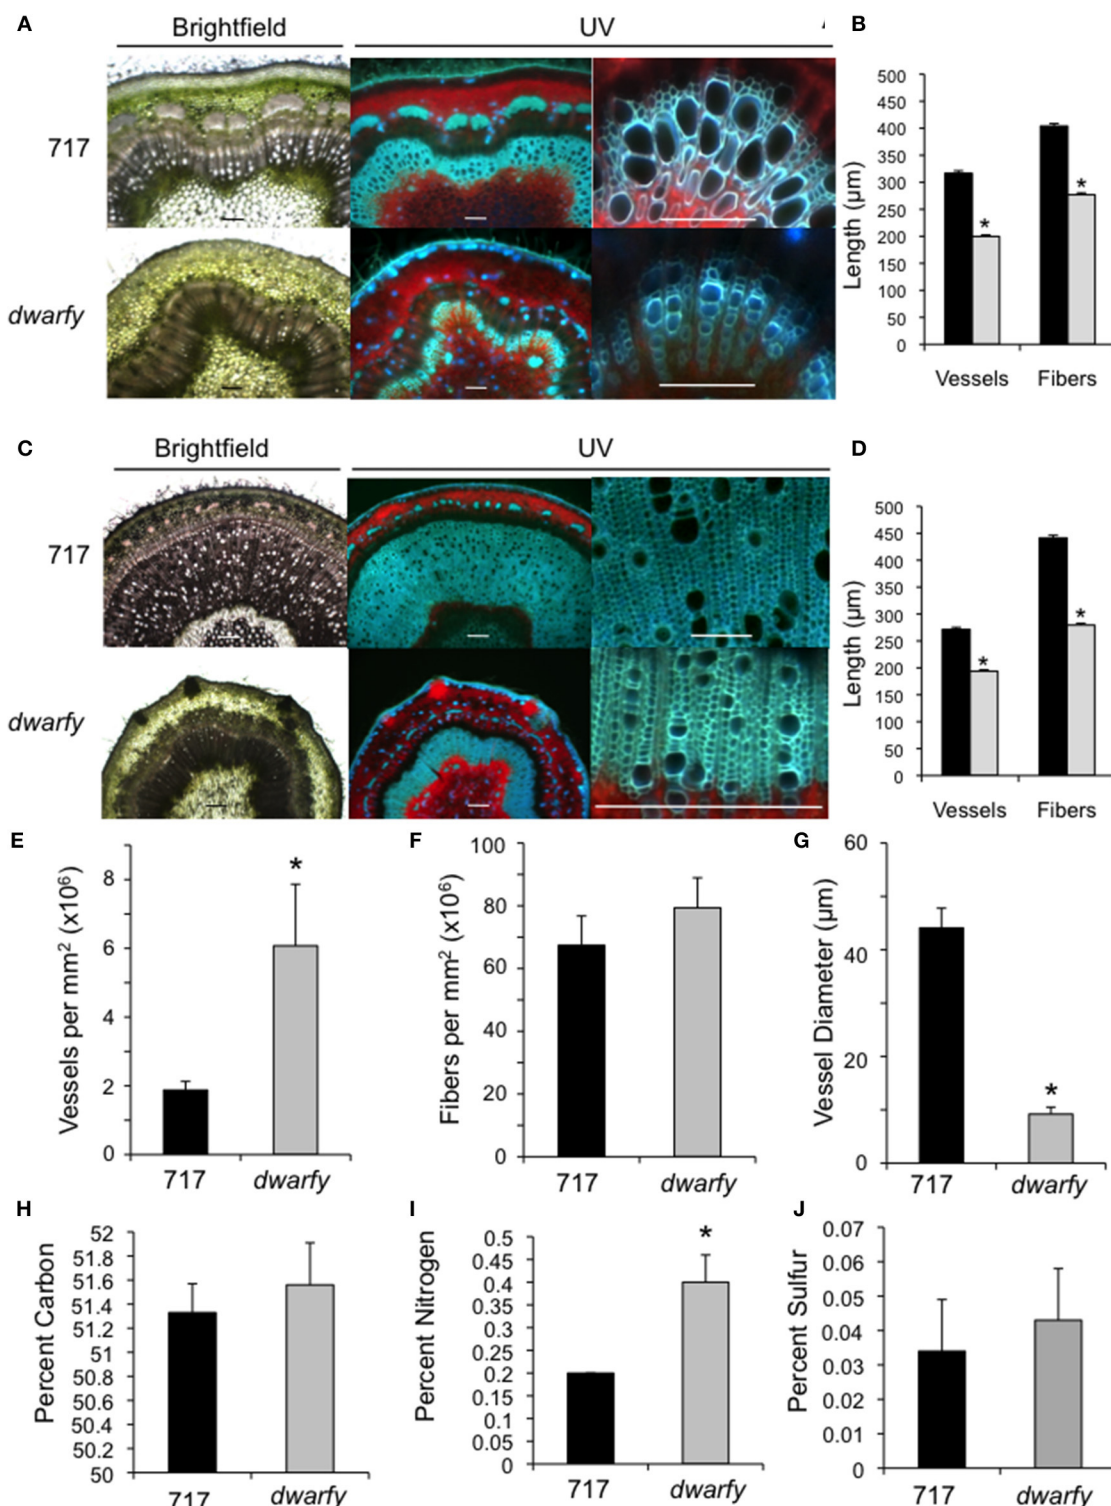 A
Brightfield
UV
717
dwarfy
B
Length (µm)
500
450
400
350
300
250
200
150
100
50
0
*
*
Vessels
Fibers
C
Brightfield
UV
717
dwarfy
D
Length (µm)
500
450
400
350
300
250
200
150
100
50
0
*
*
Vessels
Fibers
E
Vessels per mm² (x10⁶)
8
6
4
2
0
*
717
dwarfy
F
Fibers per mm² (x10⁶)
100
80
60
40
20
0
717
dwarfy
G
Vessel Diameter (µm)
60
40
20
0
*
717
dwarfy
H
Percent Carbon
52
51.8
51.6
51.4
51.2
51
50.8
50.6
50.4
50.2
50
717
dwarfy
I
Percent Nitrogen
0.5
0.45
0.4
0.35
0.3
0.25
0.2
0.15
0.1
0.05
0
*
717
dwarfy
J
Percent Sulfur
0.07
0.06
0.05
0.04
0.03
0.02
0.01
0
717
dwarfy